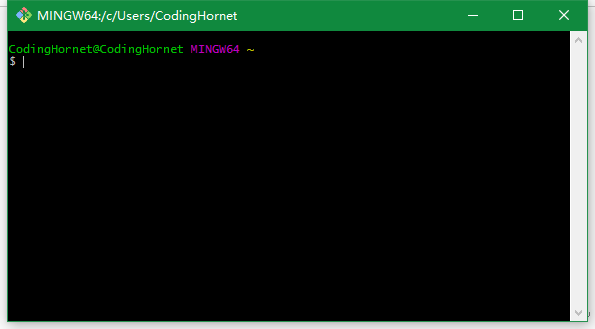 MINGW64:/c/Users/CodingHornet
CodingHornet@CodingHornet MINGW64 ~
$